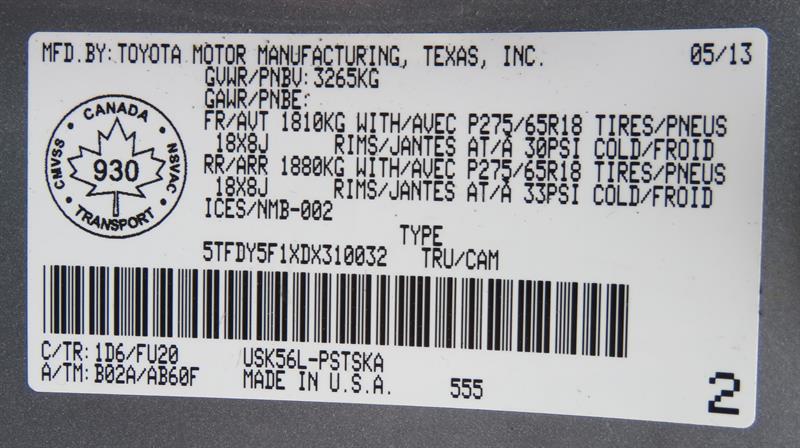 MFD.BY:TOYOTA MOTOR MANUFACTURING, TEXAS, INC. 05/13
GVWR/PNBV:3265KG
GAWR/PNBE:
FR/AVT 1810KG WITH/AVEC P275/65R18 TIRES/PNEUS
18X8J RIMS/JANTES AT/A 30PSI COLD/FROID
RR/ARR 1880KG WITH/AVEC P275/65R18 TIRES/PNEUS
18X8J RIMS/JANTES AT/A 33PSI COLD/FROID
ICES/NMB-002
CANADA
CMVSS 930 NSVAC
TRANSPORT
TYPE
5TFDY5F1XDX310032 TRU/CAM
C/TR:1D6/FU20 USK56L-PSTSKA
A/TM:B02A/AB60F MADE IN U.S.A. 555
2